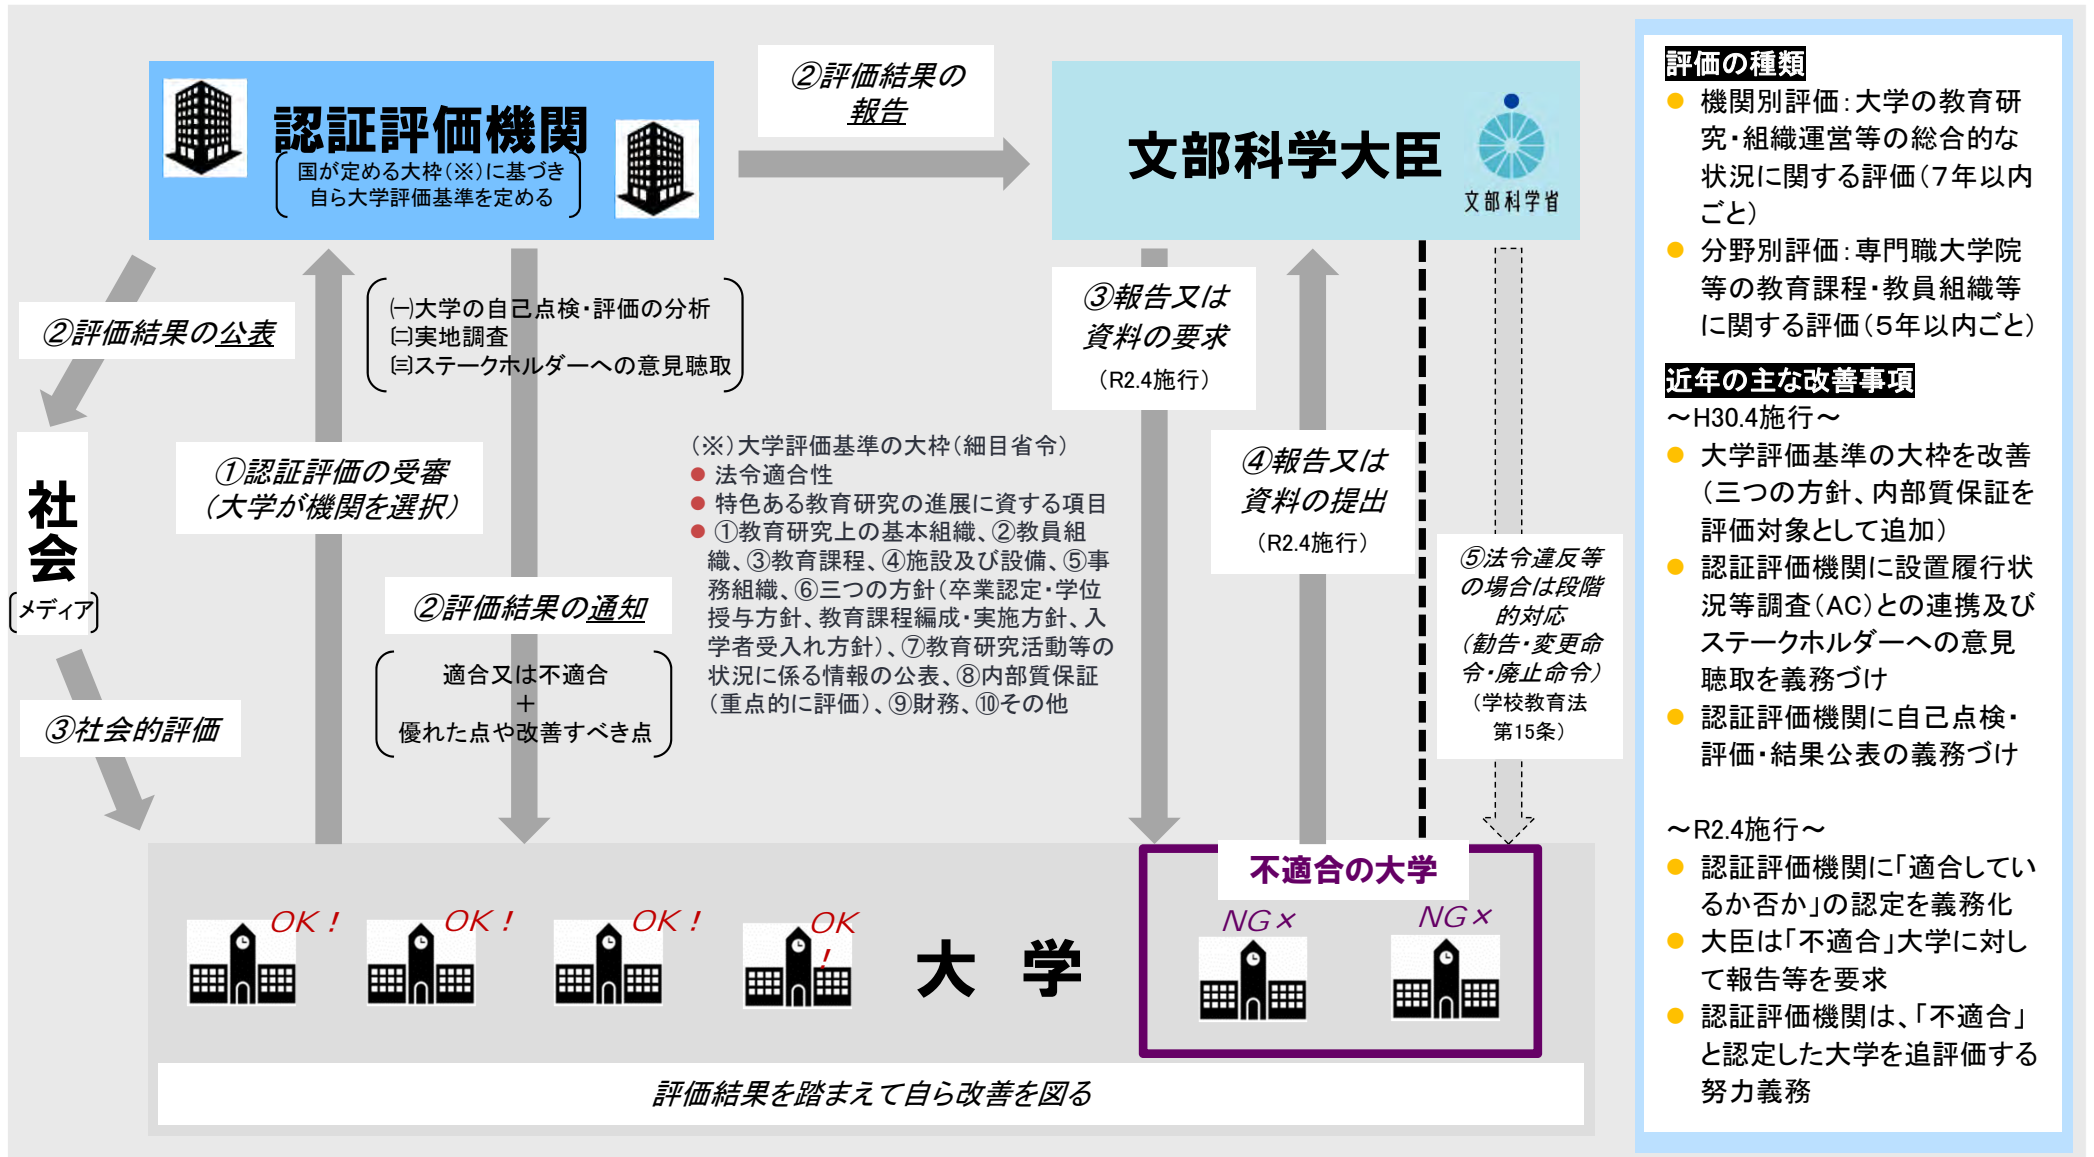 認証評価機関
国が定める大枠(※)に基づき
自ら大学評価基準を定める
②評価結果の
報告
文部科学大臣
文部科学省
②評価結果の公表
㈠大学の自己点検・評価の分析
㈡実地調査
㈢ステークホルダーへの意見聴取
③報告又は
資料の要求
(R2.4施行)
社会
[メディア]
①認証評価の受審
(大学が機関を選択)
④報告又は
資料の提出
(R2.4施行)
(※)大学評価基準の大枠(細目省令)
● 法令適合性
● 特色ある教育研究の進展に資する項目
● ①教育研究上の基本組織、②教員組
織、③教育課程、④施設及び設備、⑤事
務組織、⑥三つの方針(卒業認定・学位
授与方針、教育課程編成・実施方針、入
学者受入れ方針)、⑦教育研究活動等の
状況に係る情報の公表、⑧内部質保証
(重点的に評価)、⑨財務、⑩その他
②評価結果の通知
適合又は不適合
+
優れた点や改善すべき点
③社会的評価
⑤法令違反等
の場合は段階
的対応
(勧告・変更命
令・廃止命令)
(学校教育法
第15条)
不適合の大学
OK!
OK!
OK!
OK
!
大 学
NG×
NG×
評価結果を踏まえて自ら改善を図る
評価の種類
● 機関別評価:大学の教育研
究・組織運営等の総合的な
状況に関する評価(7年以内
ごと)
● 分野別評価:専門職大学院
等の教育課程・教員組織等
に関する評価(5年以内ごと)
近年の主な改善事項
～H30.4施行～
● 大学評価基準の大枠を改善
(三つの方針、内部質保証を
評価対象として追加)
● 認証評価機関に設置履行状
況等調査(AC)との連携及び
ステークホルダーへの意見
聴取を義務づけ
● 認証評価機関に自己点検・
評価・結果公表の義務づけ
～R2.4施行～
● 認証評価機関に「適合してい
るか否か」の認定を義務化
● 大臣は「不適合」大学に対し
て報告等を要求
● 認証評価機関は、「不適合」
と認定した大学を追評価する
努力義務